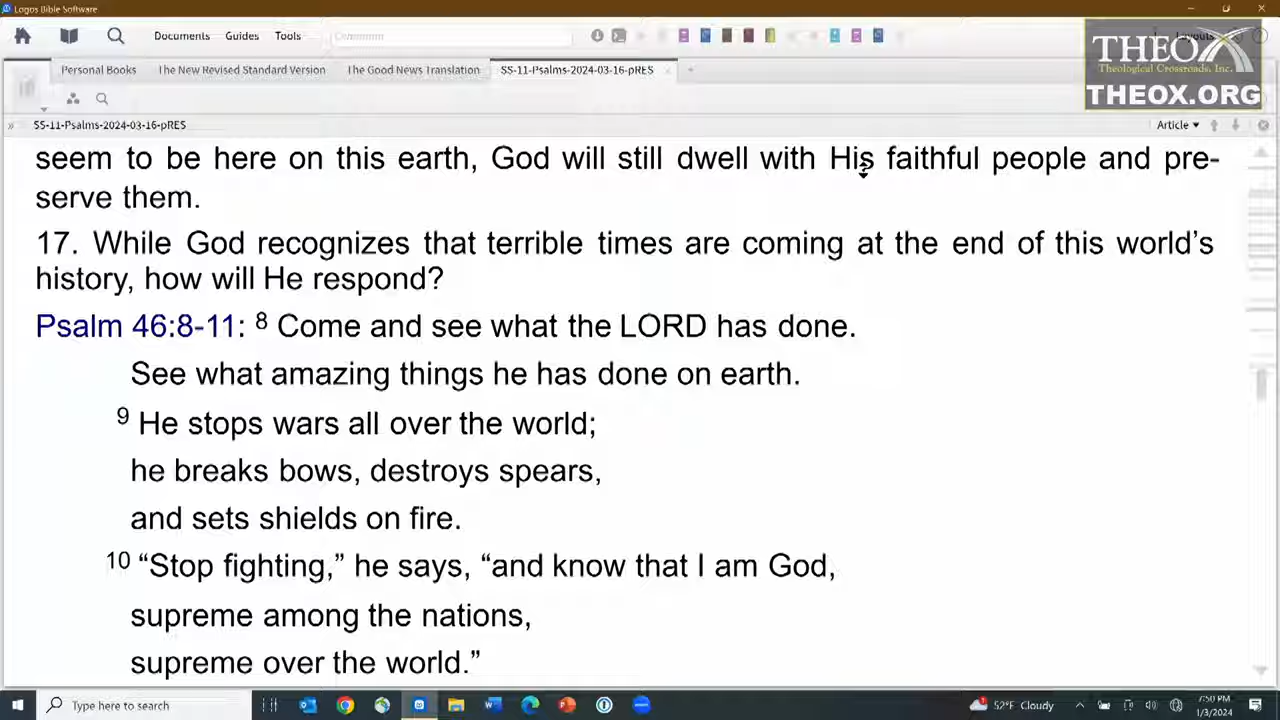 Logos Bible Software
Documents Guides Tools
THEOX
Theological Crossroads, Inc.
THEOX.ORG
Personal Books The New Revised Standard Version SS-11-Psalms-2024-03-16-pRES
SS-11-Psalms-2024-03-16-pRES Article
seem to be here on this earth, God will still dwell with His faithful people and pre-
serve them.
17. While God recognizes that terrible times are coming at the end of this world’s
history, how will He respond?
Psalm 46:8-11: 8 Come and see what the LORD has done.
See what amazing things he has done on earth.
9 He stops wars all over the world;
he breaks bows, destroys spears,
and sets shields on fire.
10 “Stop fighting,” he says, “and know that I am God,
supreme among the nations,
supreme over the world.”
Type here to search
52°F Cloudy
7:50 PM
1/3/2024